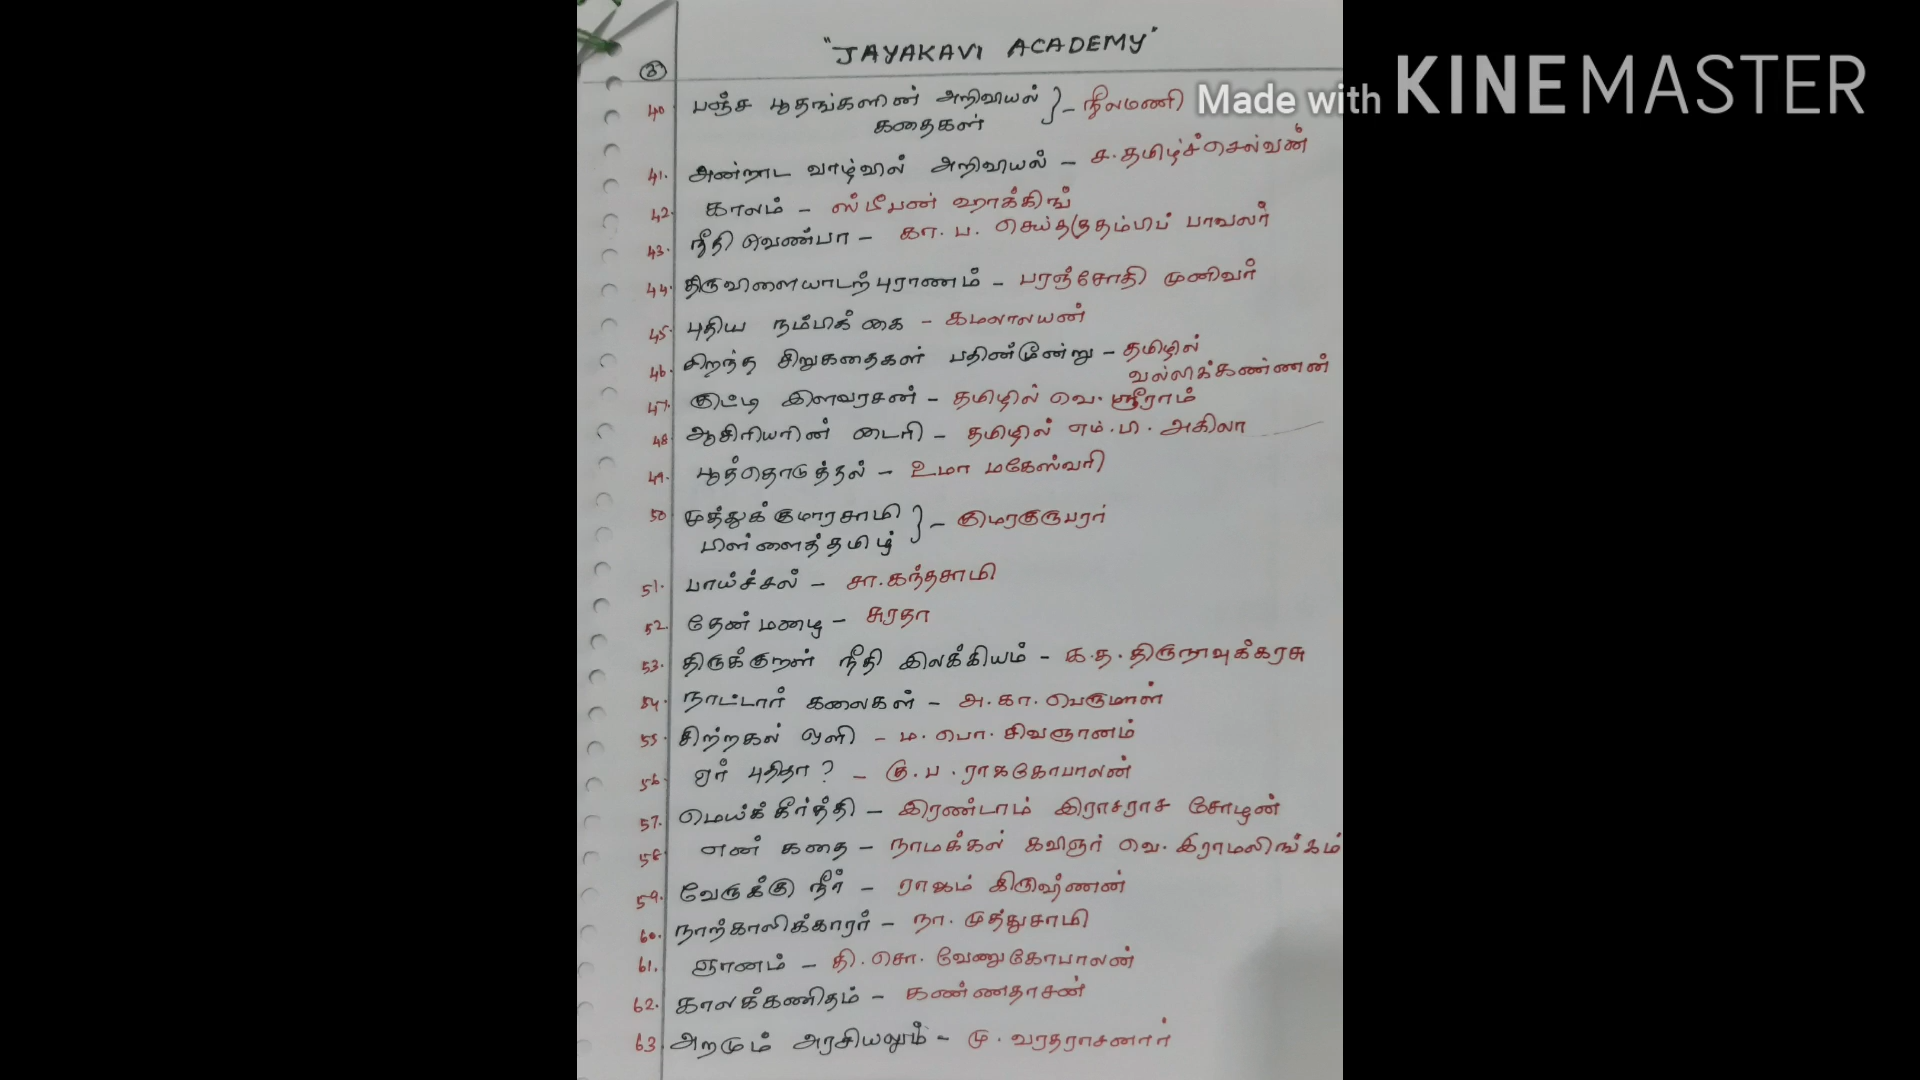 "JAYAKAVI ACADEMY"
③
Made with KINEMASTER
40. பஞ்ச பூதங்களின் அறிவியல் } - நீலமணி
கதைகள்
41. அன்றாட வாழ்வில் அறிவியல் - ச.தமிழ்ச்செல்வன்
42. காலம் - ஸ்டீபன் ஹாக்கிங்
43. நீதி வெண்பா - கா. ப. செய்குதம்பிப் பாவலர்
44. திருவிளையாடற்புராணம் - பரஞ்சோதி முனிவர்
45. புதிய நம்பிக்கை - கமலாலயன்
46. சிறந்த சிறுகதைகள் பதின்மூன்று - தமிழில்
வல்லிக்கண்ணன்
47. குட்டி இளவரசன் - தமிழில் வெ. ஸ்ரீராம்
48. ஆசிரியரின் டைரி - தமிழில் எம்.பி. அகிலா
49. பூத்தொடுத்தல் - உமா மகேஸ்வரி
50 முத்துக்குமாரசாமி } - குமரகுருபரர்
பிள்ளைத்தமிழ்
51. பாய்ச்சல் - சா.கந்தசாமி
52. தேன்மழை - சுரதா
53. திருக்குறள் நீதி இலக்கியம் - க.த.திருநாவுக்கரசு
54. நாட்டார் கலைகள் - அ.கா. பெருமாள்
55. சிற்றகல் ஒளி - ம. பொ. சிவஞானம்
56. ஏர் புதிதா? - கு.ப. ராஜகோபாலன்
57. மெய்க்கீர்த்தி - இரண்டாம் இராசராச சோழன்
58. என் கதை - நாமக்கல் கவிஞர் வெ. இராமலிங்கம்
59. வேருக்கு நீர் - ராஜம் கிருஷ்ணன்
60. நாற்காலிக்காரர் - நா. முத்துசாமி
61. ஞானம் - தி.சொ. வேணுகோபாலன்
62. காலக்கணிதம் - கண்ணதாசன்
63. அறமும் அரசியலும் - மு. வரதராசனார்